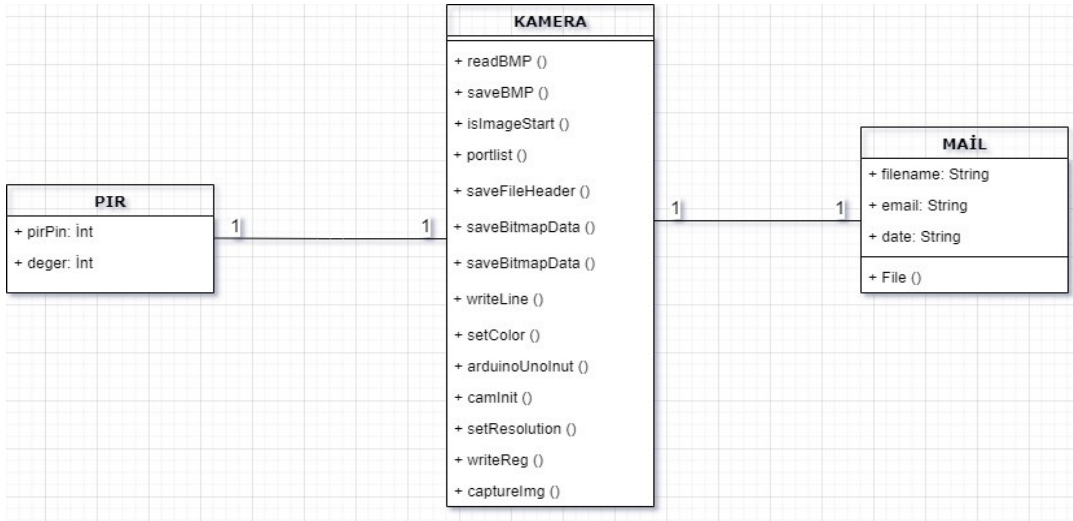 PIR
+ pirPin: İnt
+ deger: İnt
1
1
KAMERA
+ readBMP ()
+ saveBMP ()
+ isImageStart ()
+ portlist ()
+ saveFileHeader ()
+ saveBitmapData ()
+ saveBitmapData ()
+ writeLine ()
+ setColor ()
+ arduinoUnoInut ()
+ camInit ()
+ setResolution ()
+ writeReg ()
+ captureImg ()
1
1
MAİL
+ filename: String
+ email: String
+ date: String
+ File ()